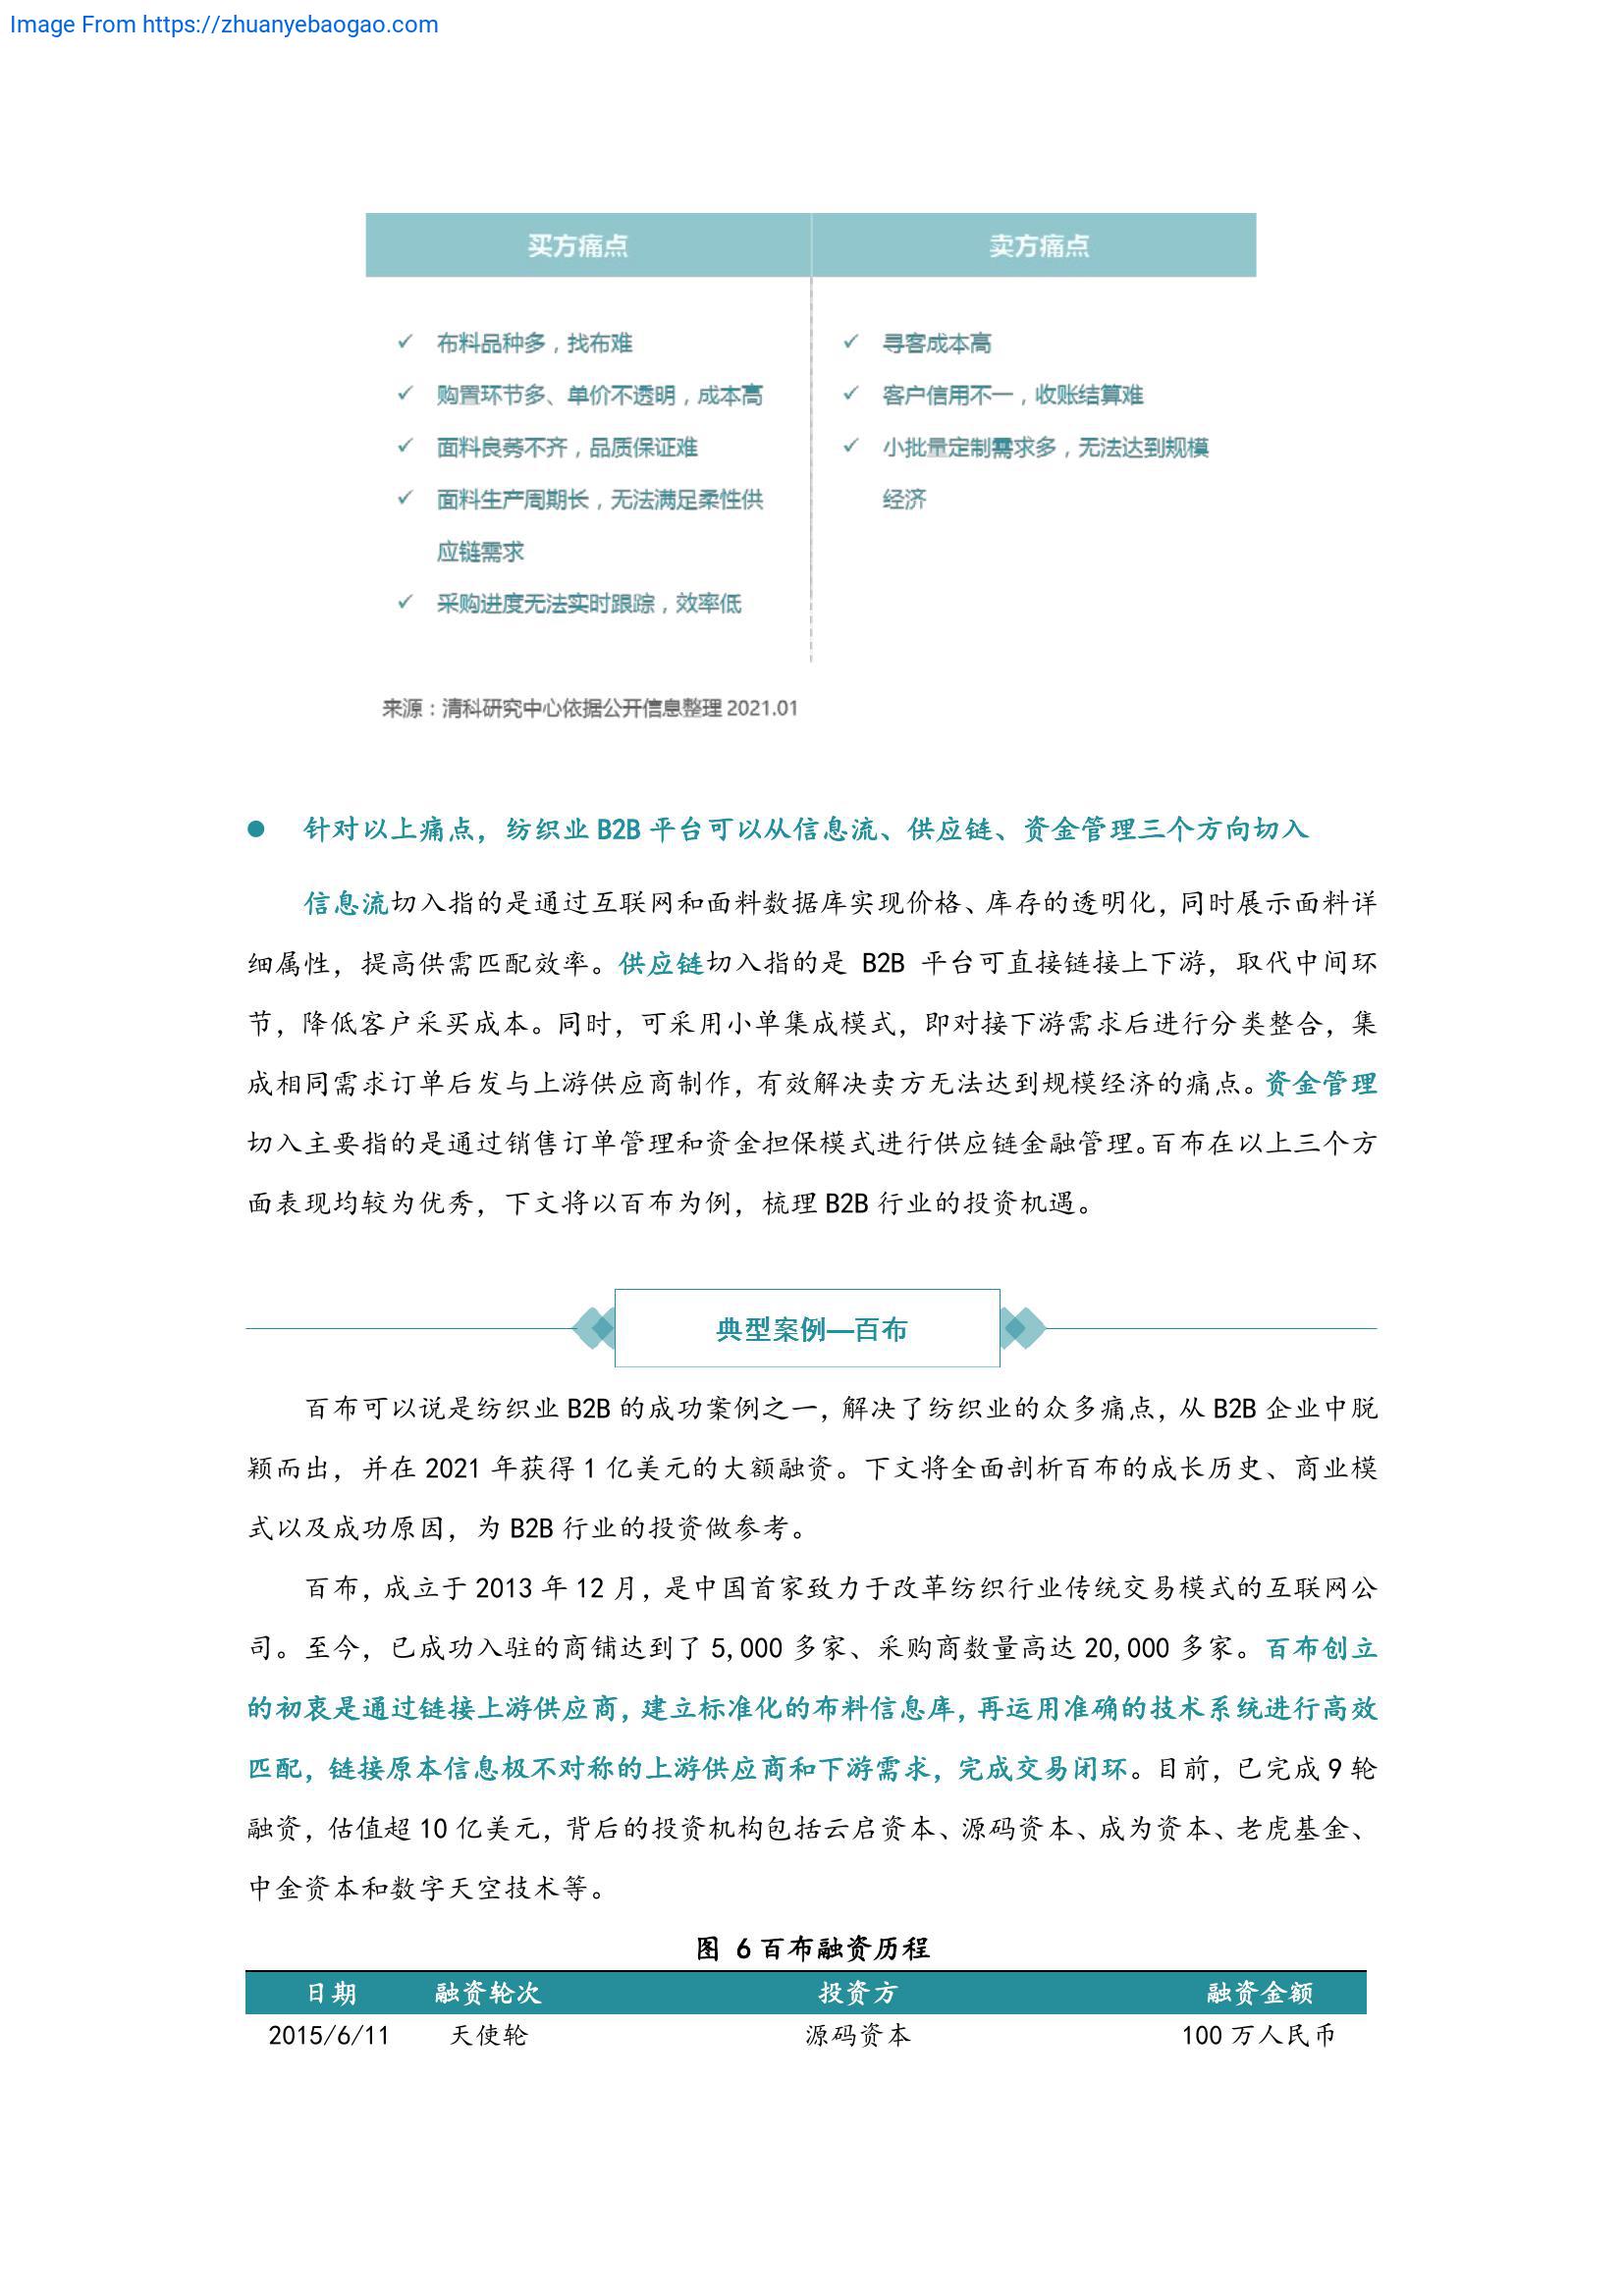 Image From https://zhuanyebaogao.com
买方痛点
卖方痛点
✓ 布料品种多，找布难
✓ 购置环节多、单价不透明，成本高
✓ 面料良莠不齐，品质保证难
✓ 面料生产周期长，无法满足柔性供
应链需求
✓ 采购进度无法实时跟踪，效率低
✓ 寻客成本高
✓ 客户信用不一，收账结算难
✓ 小批量定制需求多，无法达到规模
经济
来源：清科研究中心依据公开信息整理 2021.01
● 针对以上痛点，纺织业 B2B 平台可以从信息流、供应链、资金管理三个方向切入
信息流切入指的是通过互联网和面料数据库实现价格、库存的透明化，同时展示面料详
细属性，提高供需匹配效率。供应链切入指的是 B2B 平台可直接链接上下游，取代中间环
节，降低客户采买成本。同时，可采用小单集成模式，即对接下游需求后进行分类整合，集
成相同需求订单后发与上游供应商制作，有效解决卖方无法达到规模经济的痛点。资金管理
切入主要指的是通过销售订单管理和资金担保模式进行供应链金融管理。百布在以上三个方
面表现均较为优秀，下文将以百布为例，梳理 B2B 行业的投资机遇。
典型案例—百布
百布可以说是纺织业 B2B 的成功案例之一，解决了纺织业的众多痛点，从 B2B 企业中脱
颖而出，并在 2021 年获得 1 亿美元的大额融资。下文将全面剖析百布的成长历史、商业模
式以及成功原因，为 B2B 行业的投资做参考。
百布，成立于 2013 年 12 月，是中国首家致力于改革纺织行业传统交易模式的互联网公
司。至今，已成功入驻的商铺达到了 5,000 多家、采购商数量高达 20,000 多家。百布创立
的初衷是通过链接上游供应商，建立标准化的布料信息库，再运用准确的技术系统进行高效
匹配，链接原本信息极不对称的上游供应商和下游需求，完成交易闭环。目前，已完成 9 轮
融资，估值超 10 亿美元，背后的投资机构包括云启资本、源码资本、成为资本、老虎基金、
中金资本和数字天空技术等。
图 6 百布融资历程
日期 融资轮次 投资方 融资金额
2015/6/11 天使轮 源码资本 100 万人民币